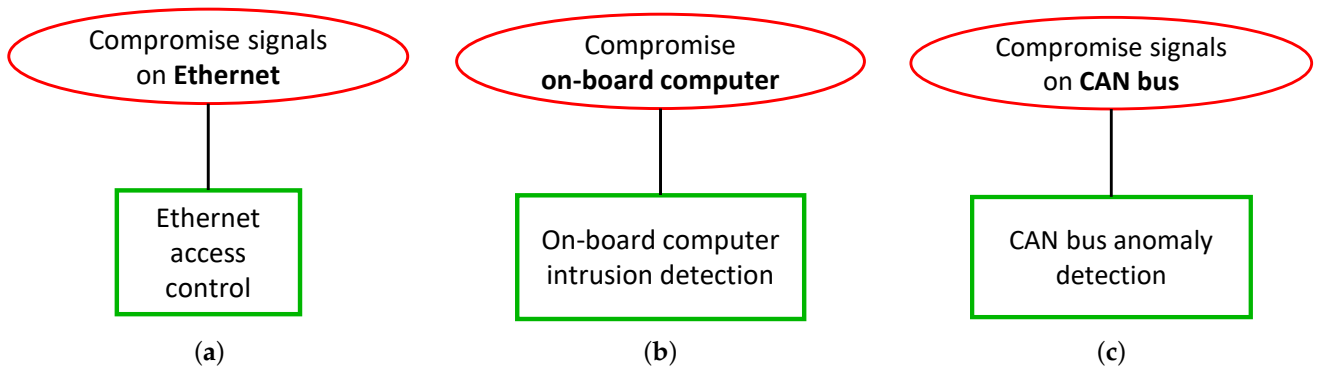 Compromise signals
on Ethernet
Ethernet
access
control
(a)
Compromise
on-board computer
On-board computer
intrusion detection
(b)
Compromise signals
on CAN bus
CAN bus anomaly
detection
(c)